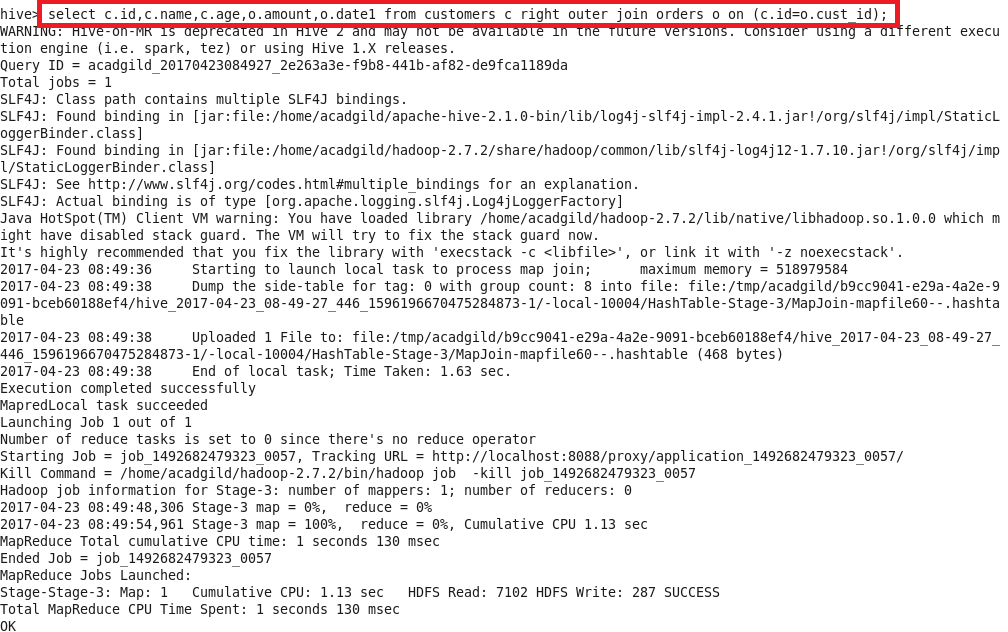 hive> select c.id,c.name,c.age,o.amount,o.date1 from customers c right outer join orders o on (c.id=o.cust_id);
WARNING: Hive-on-MR is deprecated in Hive 2 and may not be available in the future versions. Consider using a different execu
tion engine (i.e. spark, tez) or using Hive 1.X releases.
Query ID = acadgild_20170423084927_2e263a3e-f9b8-441b-af82-de9fca1189da
Total jobs = 1
SLF4J: Class path contains multiple SLF4J bindings.
SLF4J: Found binding in [jar:file:/home/acadgild/apache-hive-2.1.0-bin/lib/log4j-slf4j-impl-2.4.1.jar!/org/slf4j/impl/StaticL
oggerBinder.class]
SLF4J: Found binding in [jar:file:/home/acadgild/hadoop-2.7.2/share/hadoop/common/lib/slf4j-log4j12-1.7.10.jar!/org/slf4j/imp
l/StaticLoggerBinder.class]
SLF4J: See http://www.slf4j.org/codes.html#multiple_bindings for an explanation.
SLF4J: Actual binding is of type [org.apache.logging.slf4j.Log4jLoggerFactory]
Java HotSpot(TM) Client VM warning: You have loaded library /home/acadgild/hadoop-2.7.2/lib/native/libhadoop.so.1.0.0 which m
ight have disabled stack guard. The VM will try to fix the stack guard now.
It's highly recommended that you fix the library with 'execstack -c <libfile>', or link it with '-z noexecstack'.
2017-04-23 08:49:36     Starting to launch local task to process map join;      maximum memory = 518979584
2017-04-23 08:49:38     Dump the side-table for tag: 0 with group count: 8 into file: file:/tmp/acadgild/b9cc9041-e29a-4a2e-9
091-bceb60188ef4/hive_2017-04-23_08-49-27_446_1596196670475284873-1/-local-10004/HashTable-Stage-3/MapJoin-mapfile60--.hashta
ble
2017-04-23 08:49:38     Uploaded 1 File to: file:/tmp/acadgild/b9cc9041-e29a-4a2e-9091-bceb60188ef4/hive_2017-04-23_08-49-27_
446_1596196670475284873-1/-local-10004/HashTable-Stage-3/MapJoin-mapfile60--.hashtable (468 bytes)
2017-04-23 08:49:38     End of local task; Time Taken: 1.63 sec.
Execution completed successfully
MapredLocal task succeeded
Launching Job 1 out of 1
Number of reduce tasks is set to 0 since there's no reduce operator
Starting Job = job_1492682479323_0057, Tracking URL = http://localhost:8088/proxy/application_1492682479323_0057/
Kill Command = /home/acadgild/hadoop-2.7.2/bin/hadoop job  -kill job_1492682479323_0057
Hadoop job information for Stage-3: number of mappers: 1; number of reducers: 0
2017-04-23 08:49:48,306 Stage-3 map = 0%,  reduce = 0%
2017-04-23 08:49:54,961 Stage-3 map = 100%,  reduce = 0%, Cumulative CPU 1.13 sec
MapReduce Total cumulative CPU time: 1 seconds 130 msec
Ended Job = job_1492682479323_0057
MapReduce Jobs Launched:
Stage-Stage-3: Map: 1   Cumulative CPU: 1.13 sec   HDFS Read: 7102 HDFS Write: 287 SUCCESS
Total MapReduce CPU Time Spent: 1 seconds 130 msec
OK